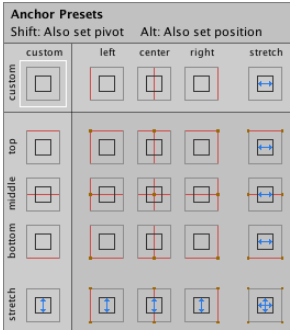 Anchor Presets
Shift: Also set pivot Alt: Also set position
custom left center right stretch
custom
top
middle
bottom
stretch